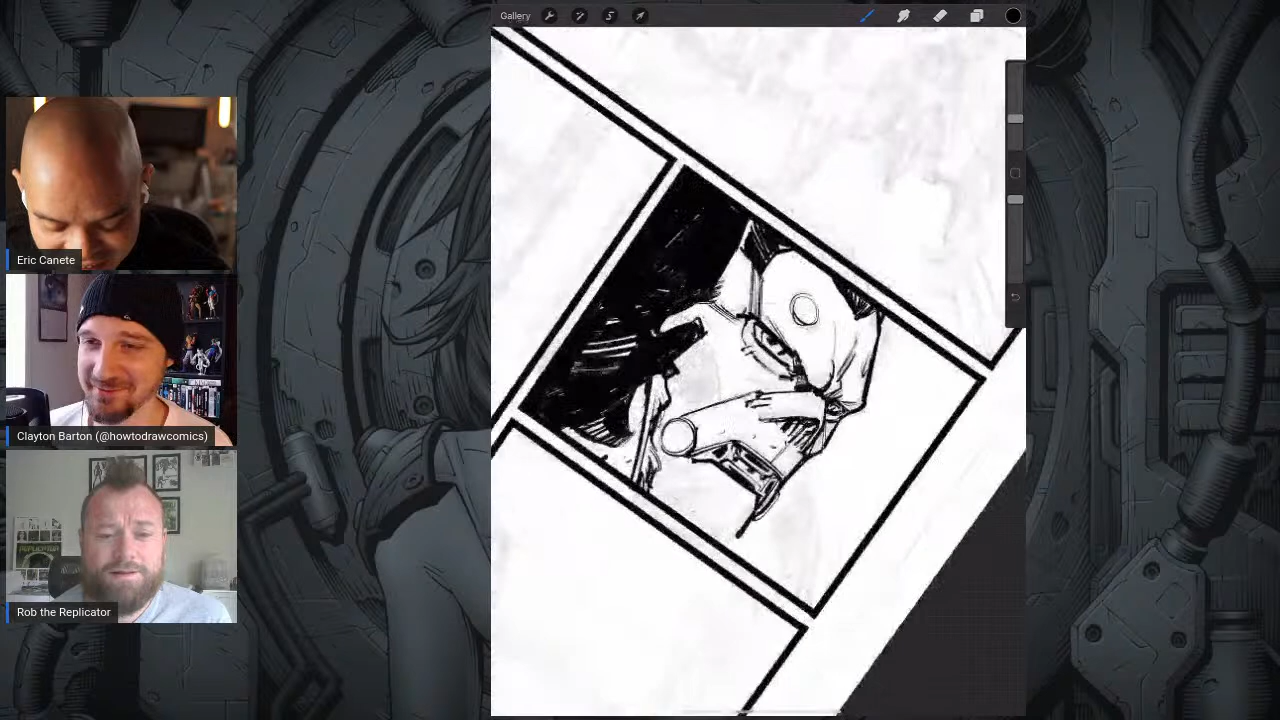 Gallery
Eric Canete
Clayton Barton (@howtodrawcomics)
Rob the Replicator